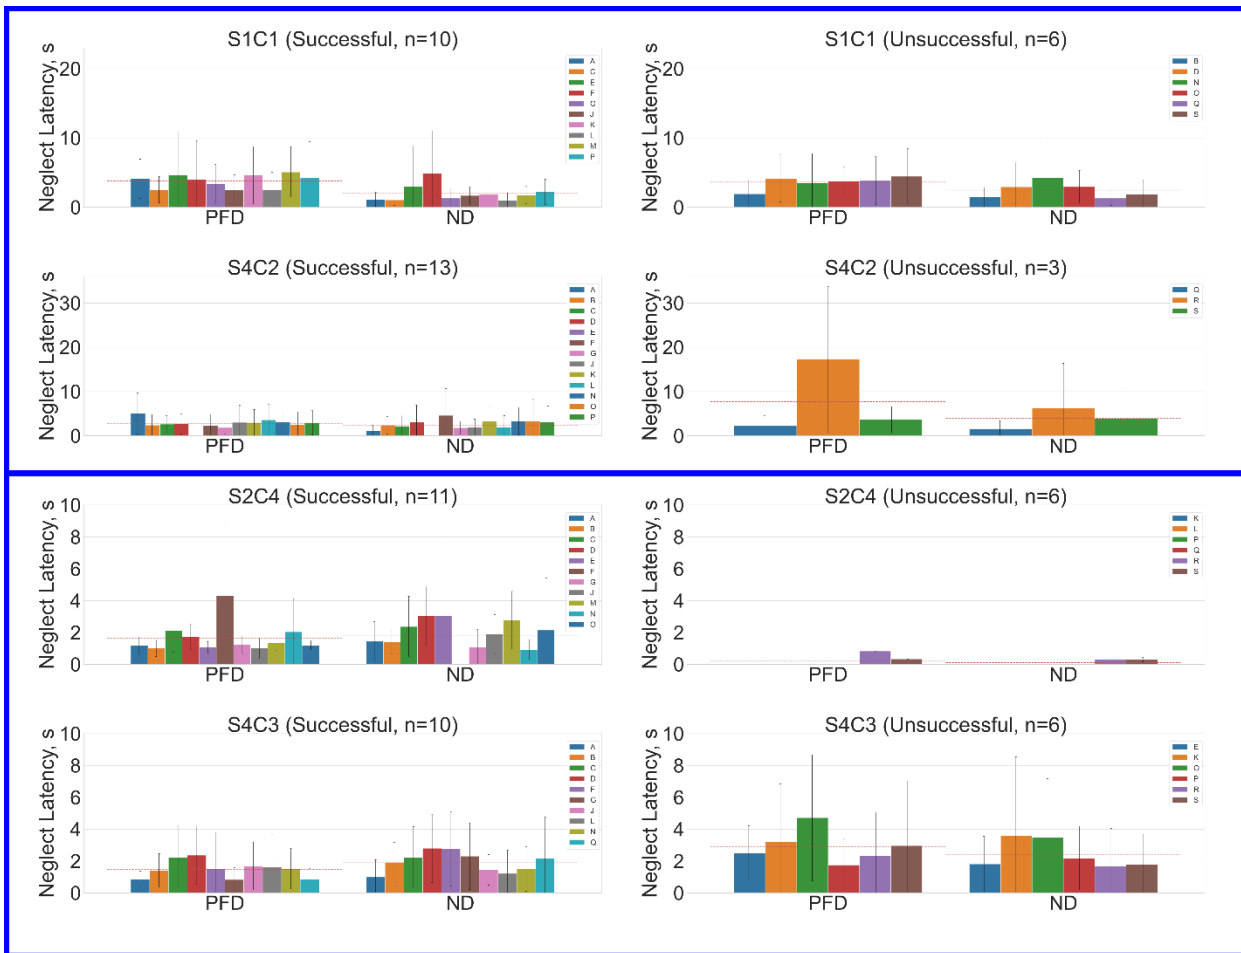 S1C1 (Successful, n=10)
Neglect Latency, s
20
10
0
PFD
ND
A
C
E
F
G
J
K
L
M
P
S1C1 (Unsuccessful, n=6)
Neglect Latency, s
20
10
0
PFD
ND
B
D
N
O
Q
S
S4C2 (Successful, n=13)
Neglect Latency, s
30
20
10
0
PFD
ND
A
B
C
D
E
F
G
J
K
L
N
O
P
S4C2 (Unsuccessful, n=3)
Neglect Latency, s
30
20
10
0
PFD
ND
Q
R
S
S2C4 (Successful, n=11)
Neglect Latency, s
10
8
6
4
2
0
PFD
ND
A
B
C
D
E
F
G
J
M
N
O
S2C4 (Unsuccessful, n=6)
Neglect Latency, s
10
8
6
4
2
0
PFD
ND
K
L
P
Q
R
S
S4C3 (Successful, n=10)
Neglect Latency, s
10
8
6
4
2
0
PFD
ND
A
B
C
D
F
G
J
L
N
Q
S4C3 (Unsuccessful, n=6)
Neglect Latency, s
10
8
6
4
2
0
PFD
ND
E
K
O
P
R
S